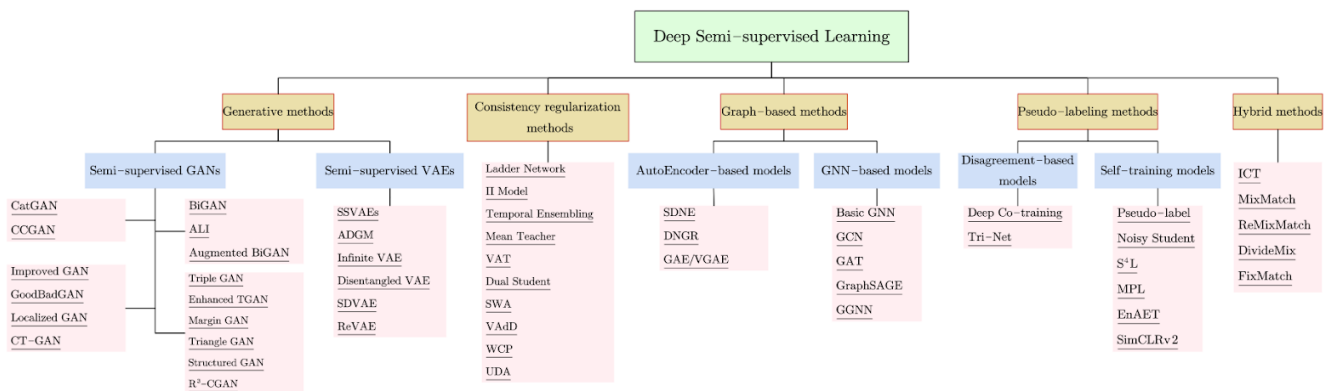 Deep Semi–supervised Learning
Generative methods
Consistency regularization
methods
Graph–based methods
Pseudo–labeling methods
Hybrid methods
Semi–supervised GANs
Semi–supervised VAEs
AutoEncoder–based models
GNN–based models
Disagreement–based
models
Self–training models
CatGAN
CCGAN
Improved GAN
GoodBadGAN
Localized GAN
CT–GAN
BiGAN
ALI
Augmented BiGAN
Triple GAN
Enhanced TGAN
Margin GAN
Triangle GAN
Structured GAN
R²–CGAN
SSVAEs
ADGM
Infinite VAE
Disentangled VAE
SDVAE
ReVAE
Ladder Network
Π Model
Temporal Ensembling
Mean Teacher
VAT
Dual Student
SWA
VAdD
WCP
UDA
SDNE
DNGR
GAE/VGAE
Basic GNN
GCN
GAT
GraphSAGE
GGNN
Deep Co–training
Tri–Net
Pseudo–label
Noisy Student
S⁴L
MPL
EnAET
SimCLRv2
ICT
MixMatch
ReMixMatch
DivideMix
FixMatch